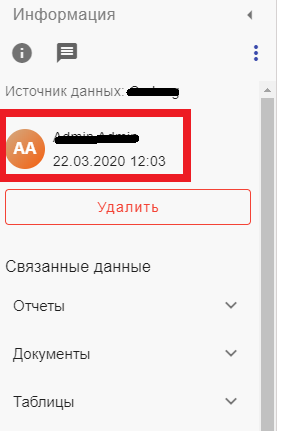 Информация
Источник данных:
AA
22.03.2020 12:03
Удалить
Связанные данные
Отчеты
Документы
Таблицы